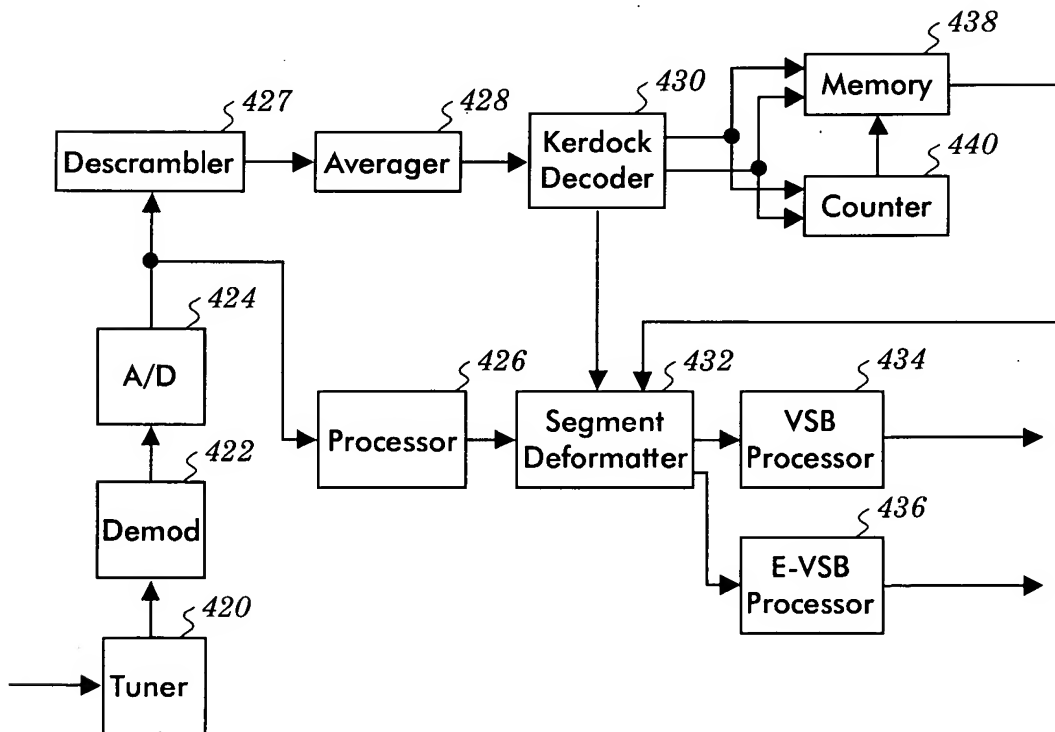 438
Memory
430
427
428
Kerdock
Decoder
Descrambler
Averager
440
Counter
424
A/D
426
432
434
Processor
Segment
Deformatter
VSB
Processor
422
Demod
436
E-VSB
Processor
420
Tuner